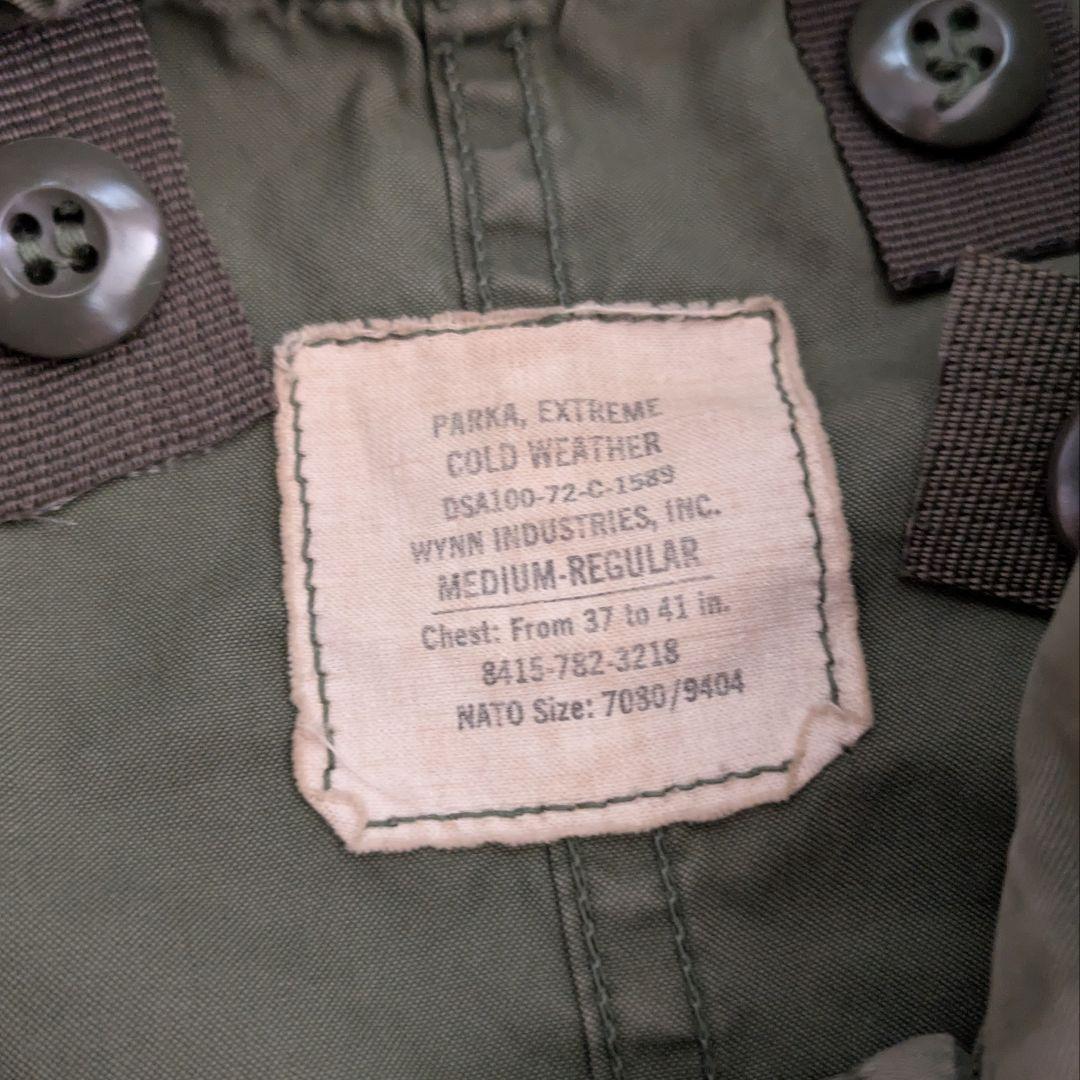 PARKA, EXTREME
COLD WEATHER
DSA100-72-C-1589
WYNN INDUSTRIES, INC.
MEDIUM-REGULAR
Chest: From 37 to 41 in.
8415-782-3218
NATO Size: 7080/9404